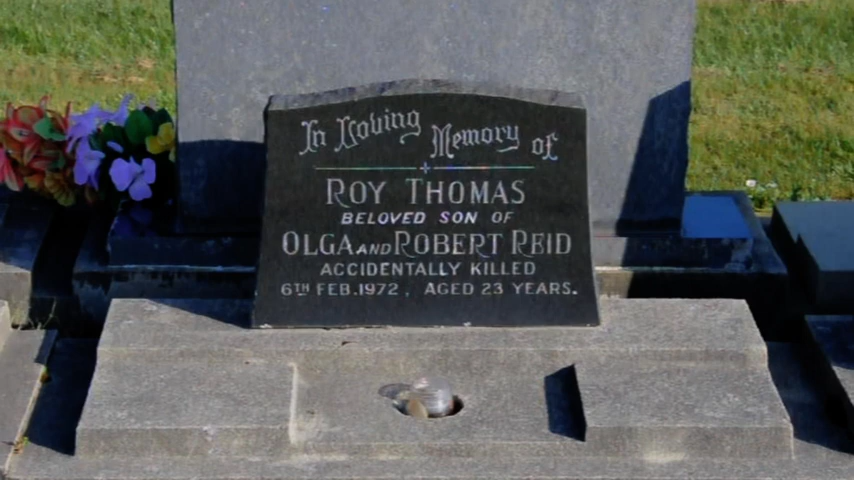 In Loving Memory of
ROY THOMAS
BELOVED SON OF
OLGA AND ROBERT REID
ACCIDENTALLY KILLED
6TH FEB. 1972, AGED 23 YEARS.